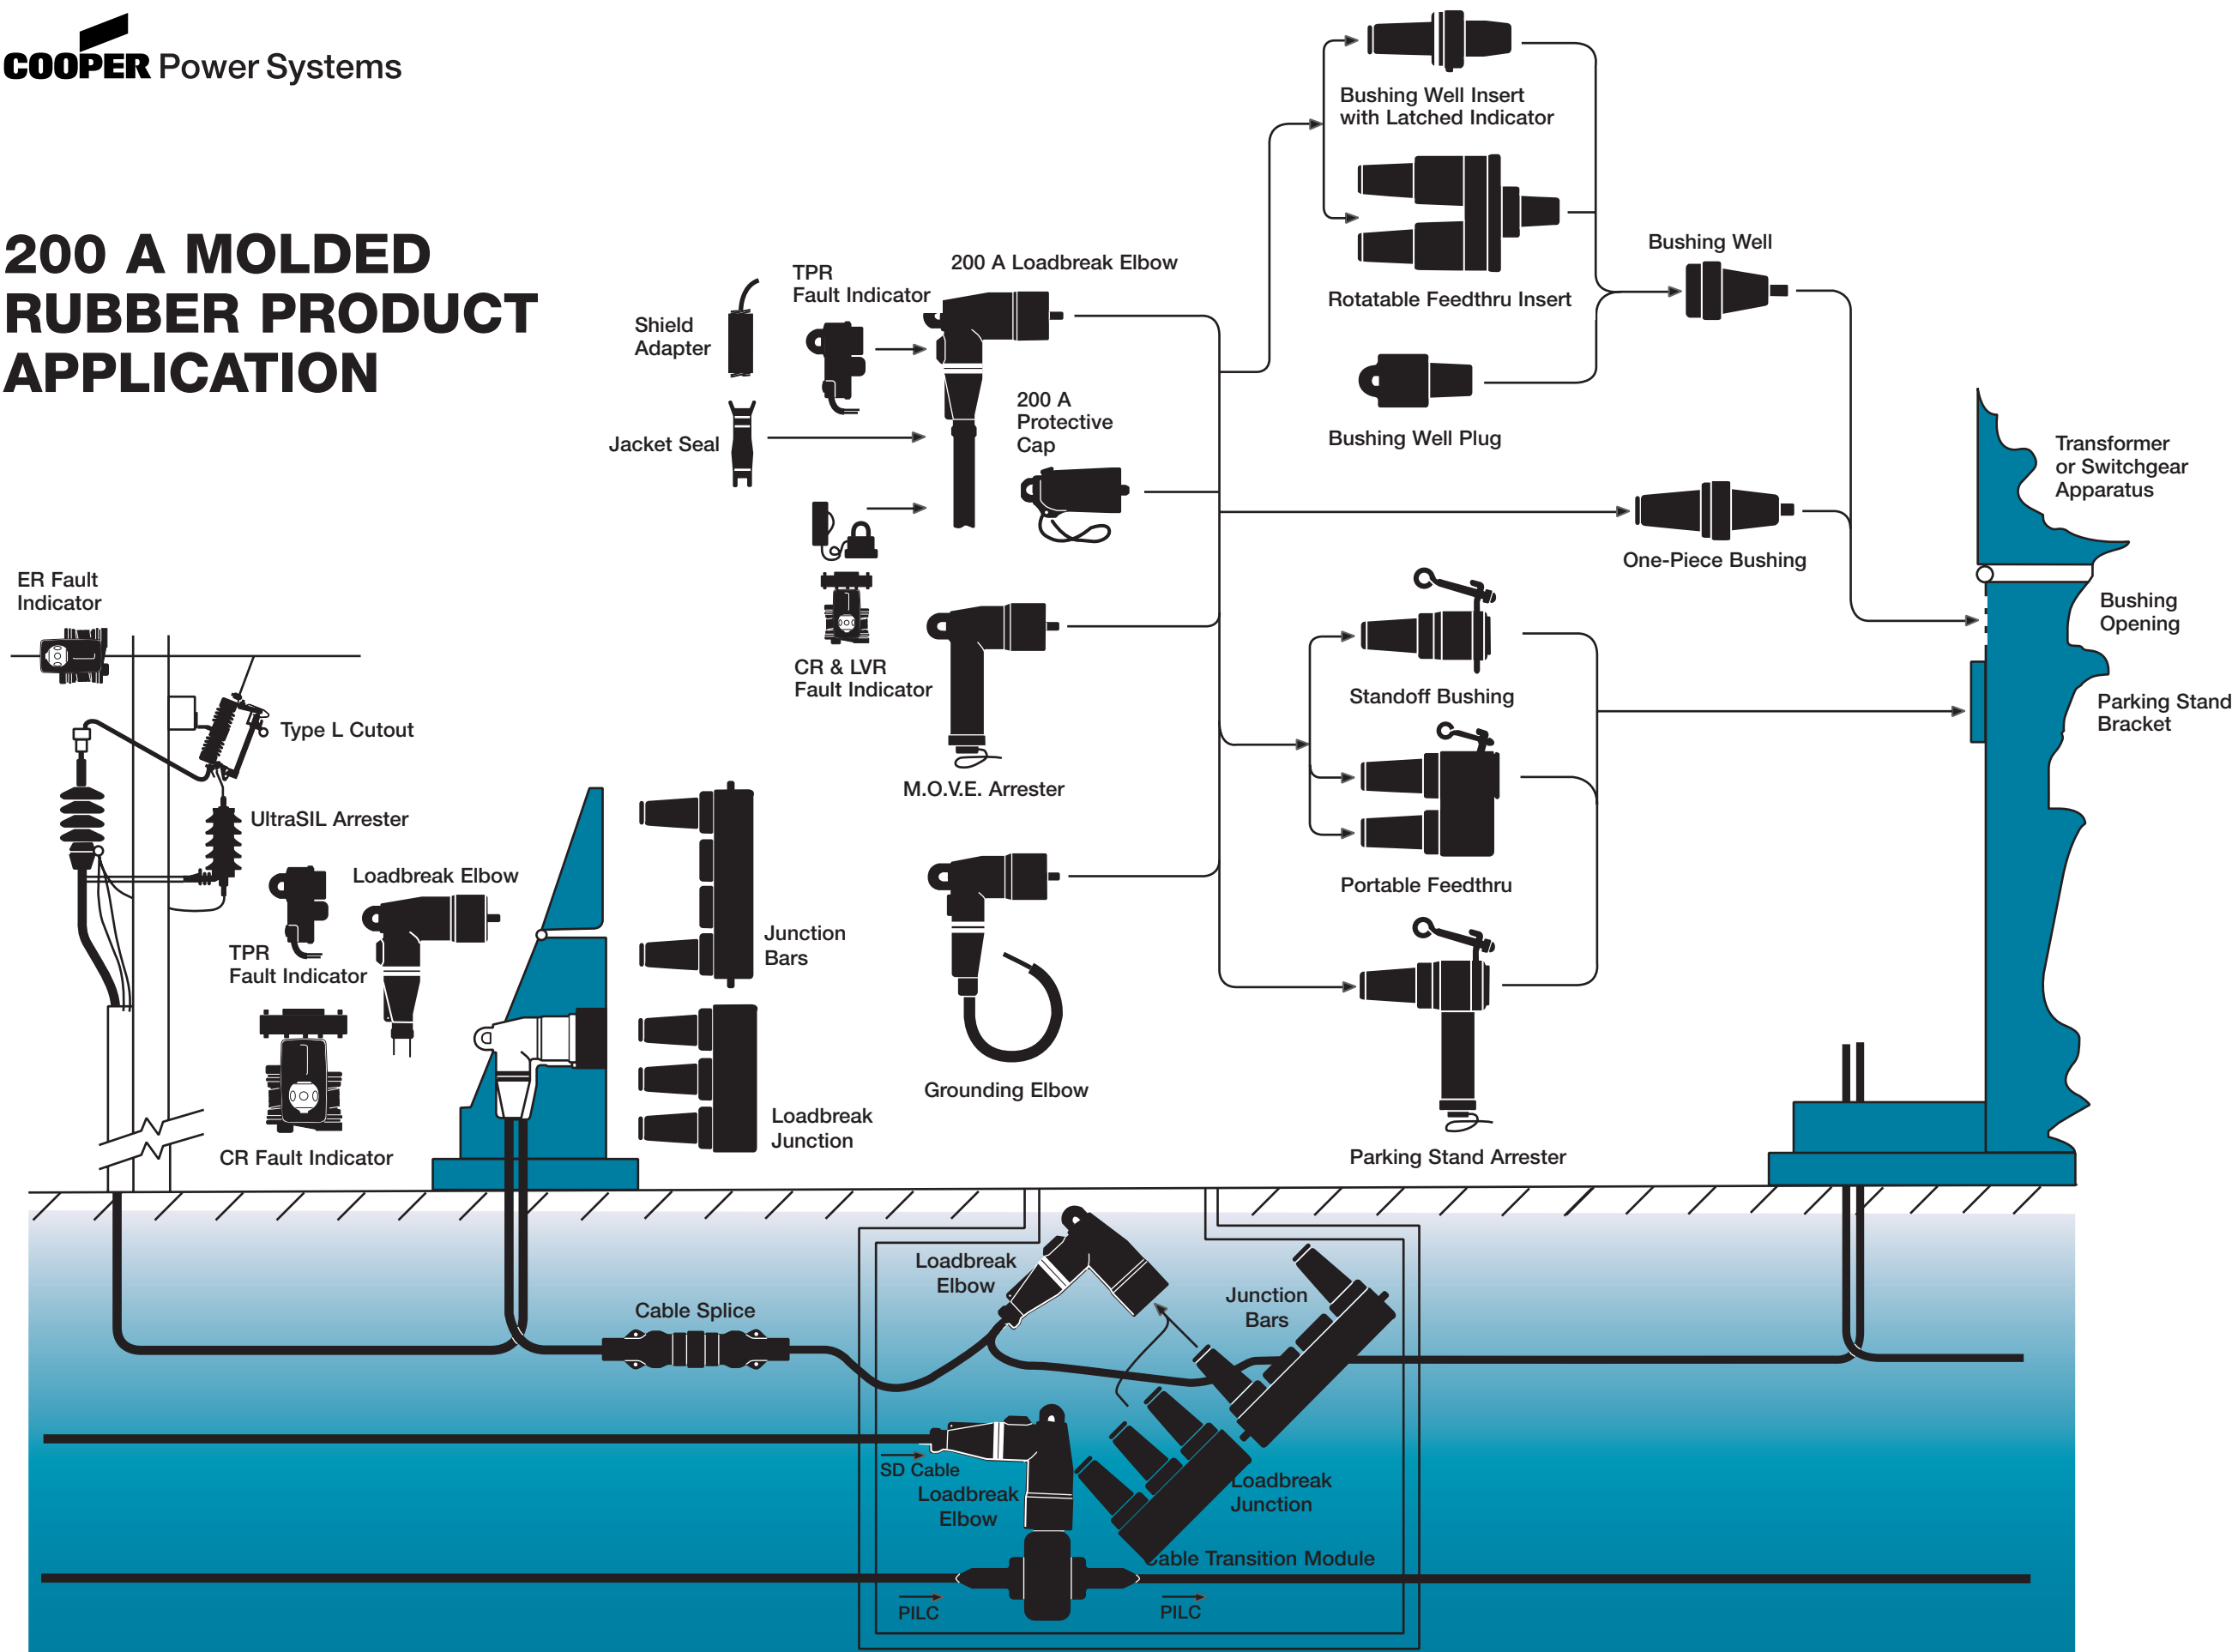 COOPER Power Systems
200 A MOLDED
RUBBER PRODUCT
APPLICATION
Bushing Well Insert
with Latched Indicator
Rotatable Feedthru Insert
Bushing Well
Bushing Well Plug
200 A Loadbreak Elbow
TPR
Fault Indicator
Shield
Adapter
Jacket Seal
200 A
Protective
Cap
CR & LVR
Fault Indicator
M.O.V.E. Arrester
Grounding Elbow
One-Piece Bushing
Standoff Bushing
Portable Feedthru
Parking Stand Arrester
Transformer
or Switchgear
Apparatus
Bushing
Opening
Parking Stand
Bracket
ER Fault
Indicator
Type L Cutout
UltraSIL Arrester
Loadbreak Elbow
TPR
Fault Indicator
CR Fault Indicator
Junction
Bars
Loadbreak
Junction
Cable Splice
Loadbreak
Elbow
Junction
Bars
SD Cable
Loadbreak
Elbow
Loadbreak
Junction
Cable Transition Module
PILC
PILC